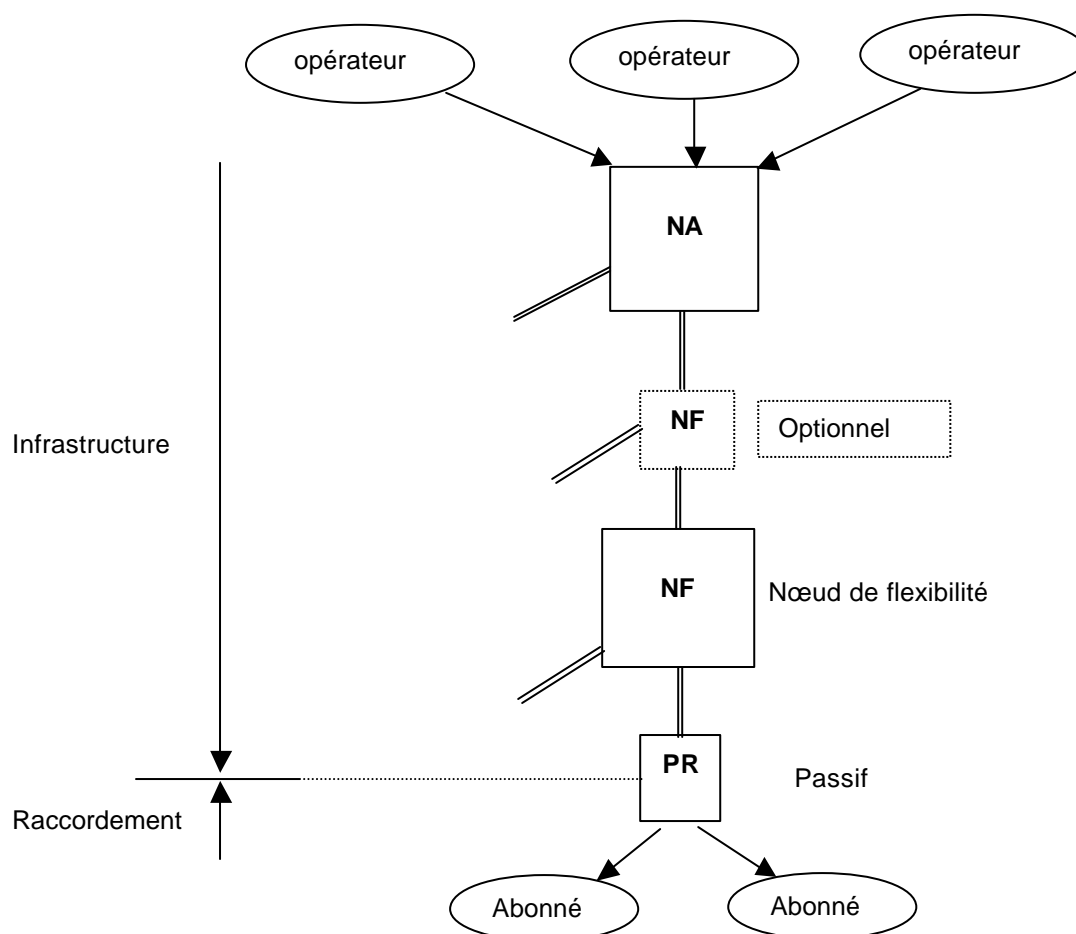 opérateur
opérateur
opérateur
NA
NF
Optionnel
Infrastructure
NF
Nœud de flexibilité
PR
Passif
Raccordement
Abonné
Abonné